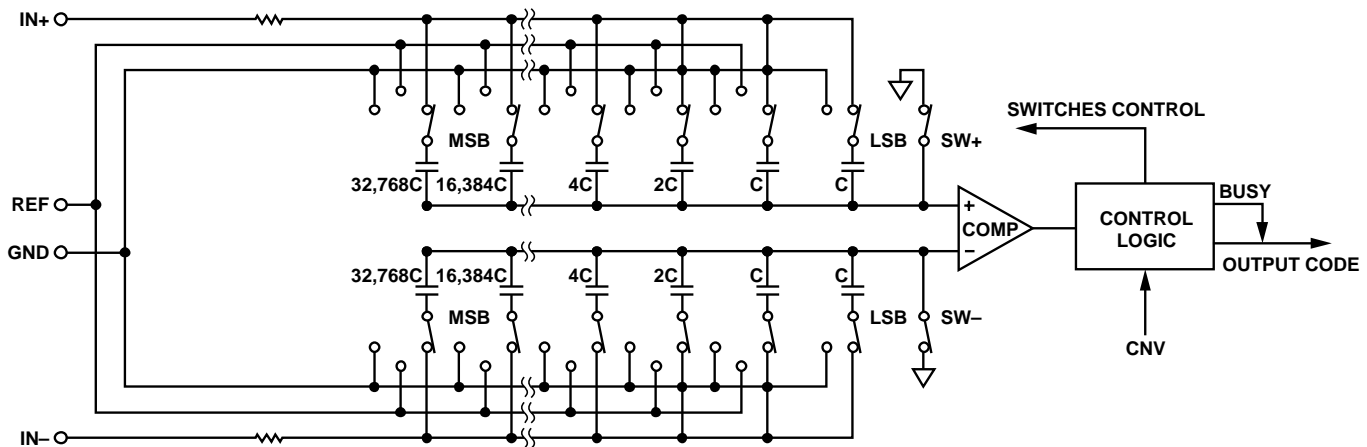 IN+
SWITCHES CONTROL
MSB
LSB
SW+
32,768C 16,384C 4C 2C C C
BUSY
REF
+
COMP
–
CONTROL
LOGIC
GND
OUTPUT CODE
32,768C 16,384C 4C 2C C C
MSB
LSB
SW–
CNV
IN–